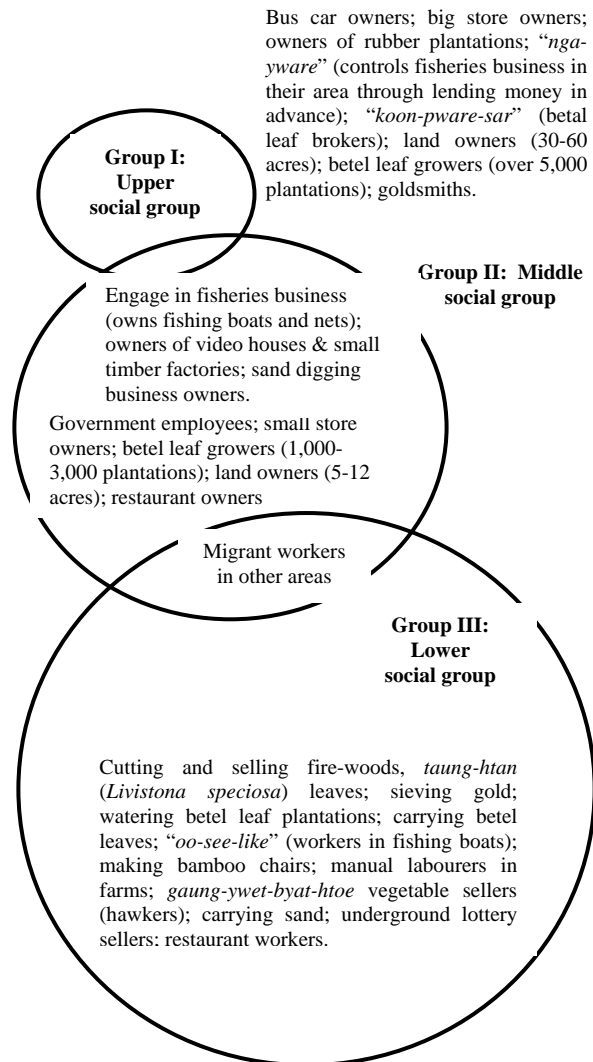 Bus car owners; big store owners;
owners of rubber plantations; “nga-
yware” (controls fisheries business in
their area through lending money in
advance); “koon-pware-sar” (betal
leaf brokers); land owners (30-60
acres); betel leaf growers (over 5,000
plantations); goldsmiths.
Group I:
Upper
social group
Group II: Middle
social group
Engage in fisheries business
(owns fishing boats and nets);
owners of video houses & small
timber factories; sand digging
business owners.
Government employees; small store
owners; betel leaf growers (1,000-
3,000 plantations); land owners (5-12
acres); restaurant owners
Migrant workers
in other areas
Group III:
Lower
social group
Cutting and selling fire-woods, taung-htan
(Livistona speciosa) leaves; sieving gold;
watering betel leaf plantations; carrying betel
leaves; “oo-see-like” (workers in fishing boats);
making bamboo chairs; manual labourers in
farms; gaung-ywet-byat-htoe vegetable sellers
(hawkers); carrying sand; underground lottery
sellers; restaurant workers.